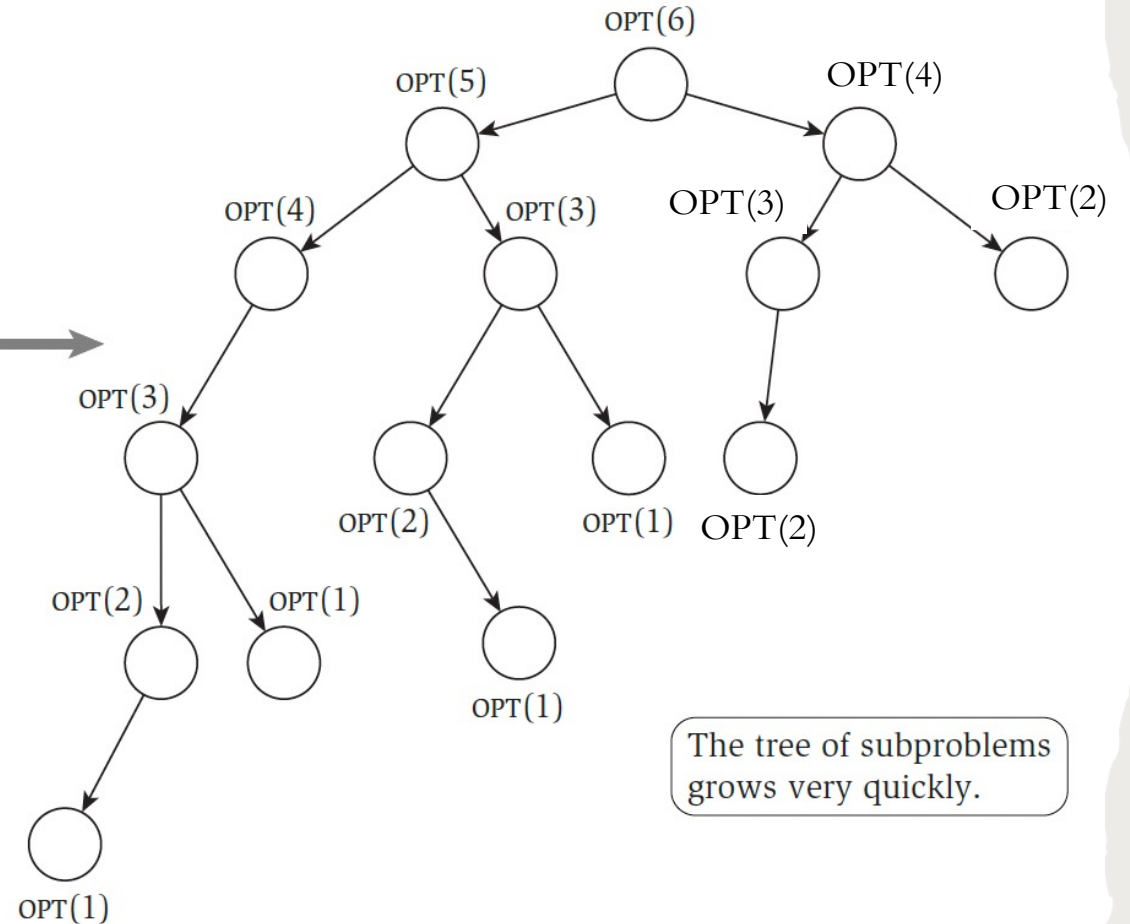 OPT(6)
OPT(5)
OPT(4)
OPT(4)
OPT(3)
OPT(3)
OPT(2)
OPT(3)
OPT(2)
OPT(1)
OPT(2)
OPT(2)
OPT(1)
OPT(1)
The tree of subproblems
grows very quickly.
OPT(1)